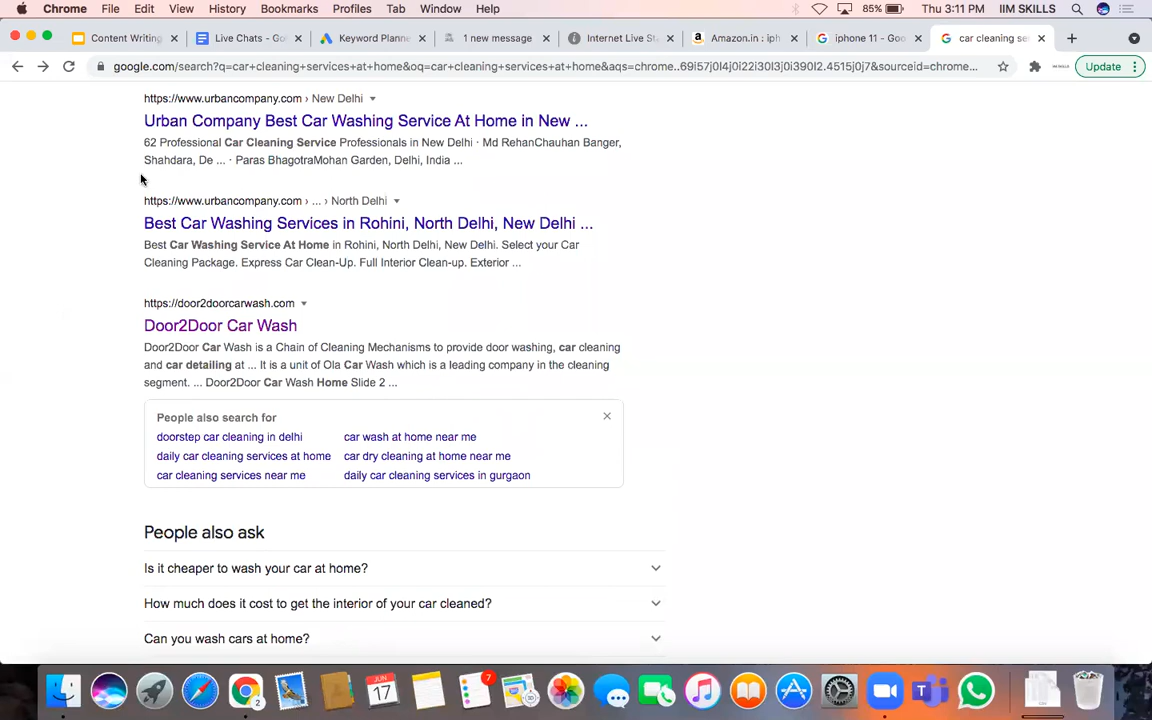 Chrome File Edit View History Bookmarks Profiles Tab Window Help 85% Thu 3:11 PM IIM SKILLS
Content Writing Live Chats - Go Keyword Planne 1 new message Internet Live St Amazon.in : iph iphone 11 - Goo car cleaning se
google.com/search?q=car+cleaning+services+at+home&oq=car+cleaning+services+at+home&aqs=chrome..69i57j0l4j0i22i30l3j0i390l2.4515j0j7&sourceid=chrome... Update
https://www.urbancompany.com › New Delhi
Urban Company Best Car Washing Service At Home in New ...
62 Professional Car Cleaning Service Professionals in New Delhi · Md RehanChauhan Banger,
Shahdara, De ... · Paras BhagotraMohan Garden, Delhi, India ...
https://www.urbancompany.com › ... › North Delhi
Best Car Washing Services in Rohini, North Delhi, New Delhi ...
Best Car Washing Service At Home in Rohini, North Delhi, New Delhi. Select your Car
Cleaning Package. Express Car Clean-Up. Full Interior Clean-up. Exterior ...
https://door2doorcarwash.com
Door2Door Car Wash
Door2Door Car Wash is a Chain of Cleaning Mechanisms to provide door washing, car cleaning
and car detailing at ... It is a unit of Ola Car Wash which is a leading company in the cleaning
segment. ... Door2Door Car Wash Home Slide 2 ...
People also search for
doorstep car cleaning in delhi car wash at home near me
daily car cleaning services at home car dry cleaning at home near me
car cleaning services near me daily car cleaning services in gurgaon
People also ask
Is it cheaper to wash your car at home?
How much does it cost to get the interior of your car cleaned?
Can you wash cars at home?
JUN
17
7
2